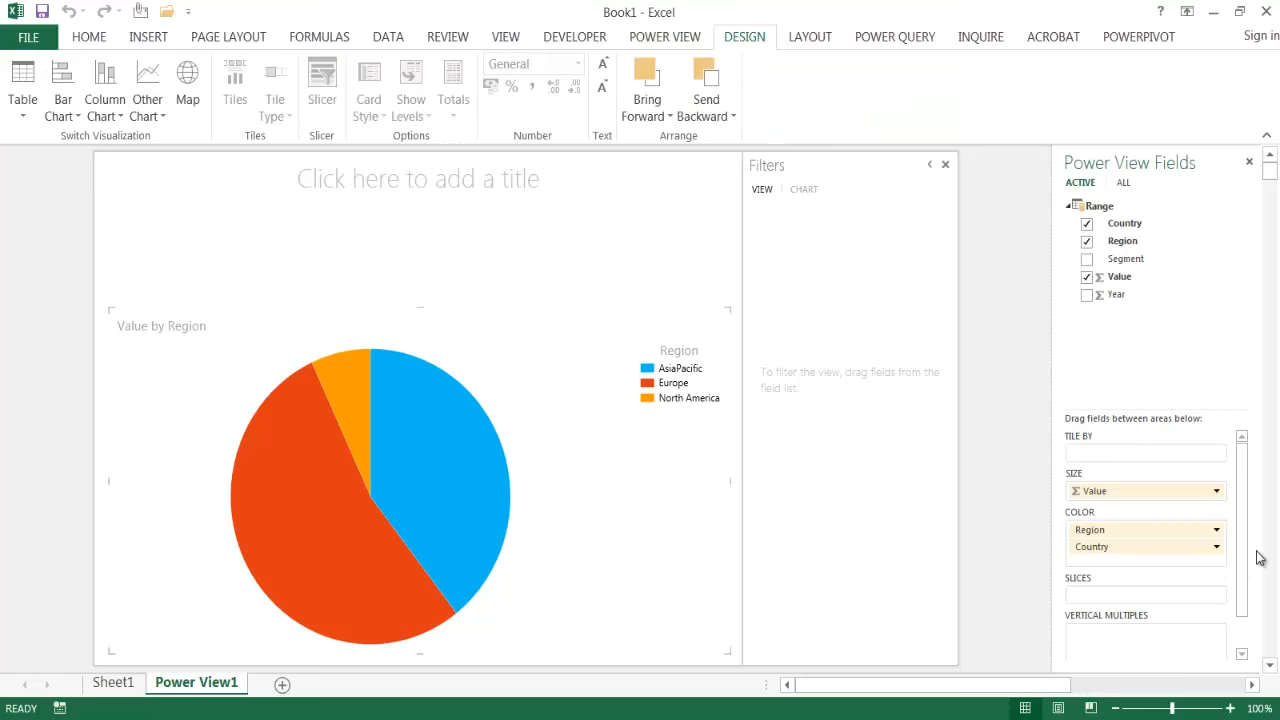 Book1 - Excel
?
FILE HOME INSERT PAGE LAYOUT FORMULAS DATA REVIEW VIEW DEVELOPER POWER VIEW DESIGN LAYOUT POWER QUERY INQUIRE ACROBAT POWERPIVOT Sign in
Table
Bar Chart
Column Chart
Other Chart
Map
Switch Visualization
Tiles
Tile Type
Tiles
Slicer
Slicer
Card Style
Show Levels
Totals
Options
General
%
Number
A
A
Text
Bring Forward
Send Backward
Arrange
Click here to add a title
Value by Region
Region
AsiaPacific
Europe
North America
Filters
VIEW CHART
To filter the view, drag fields from the
field list.
Power View Fields
ACTIVE ALL
Range
Country
Region
Segment
Σ Value
Σ Year
Drag fields between areas below:
TILE BY
SIZE
Σ Value
COLOR
Region
Country
SLICES
VERTICAL MULTIPLES
Sheet1 Power View1
READY 100%